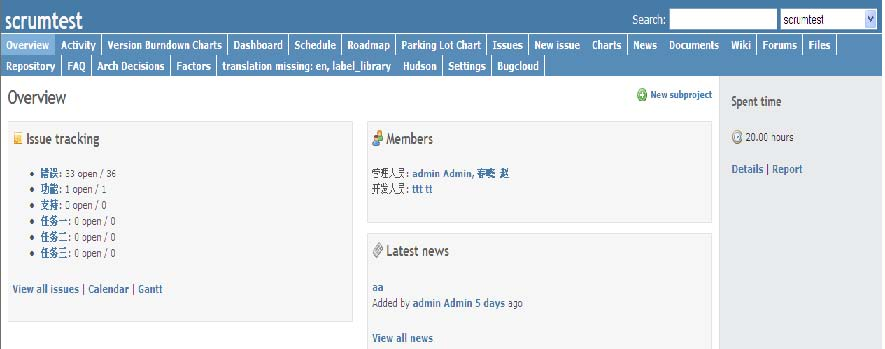 scrumtest
Search: scrumtest
Overview Activity Version Burndown Charts Dashboard Schedule Roadmap Parking Lot Chart Issues New issue Charts News Documents Wiki Forums Files
Repository FAQ Arch Decisions Factors translation missing: en, label_library Hudson Settings Bugcloud
Overview
New subproject
Issue tracking
错误: 33 open / 36
功能: 1 open / 1
支持: 0 open / 0
任务一: 0 open / 0
任务二: 0 open / 0
任务三: 0 open / 0
View all issues | Calendar | Gantt
Members
管理人员: admin Admin, 春晓 赵
开发人员: ttt tt
Latest news
aa
Added by admin Admin 5 days ago
View all news
Spent time
20.00 hours
Details | Report